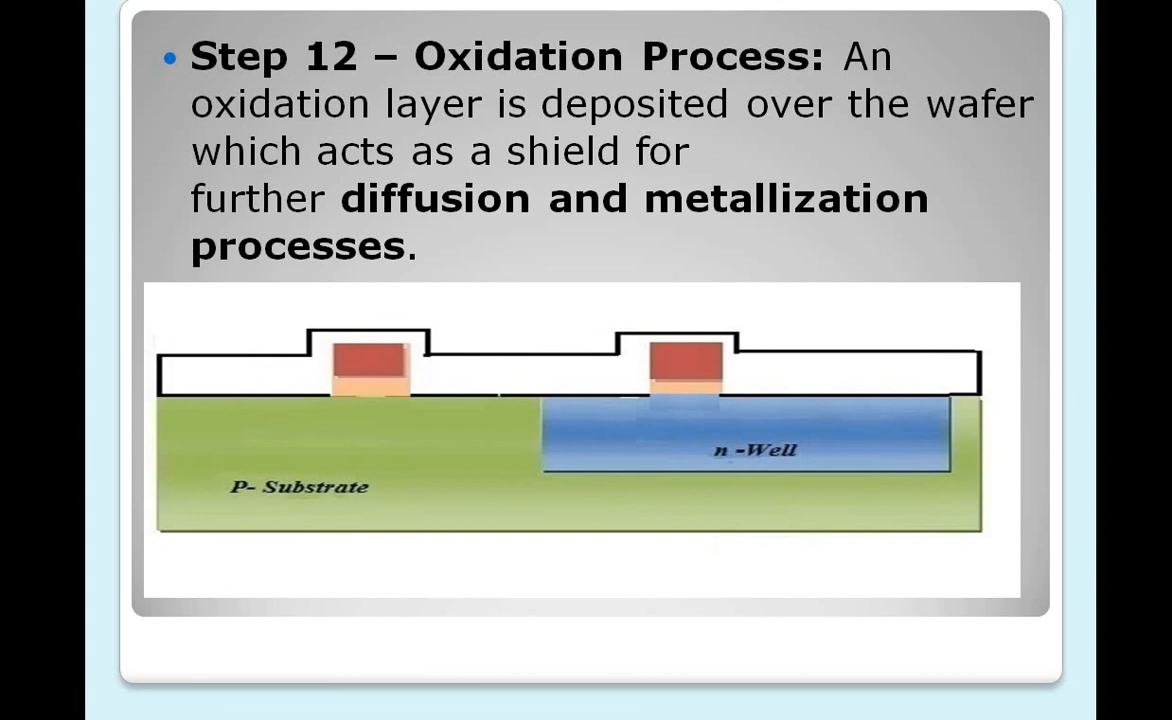 Step 12 – Oxidation Process: An
oxidation layer is deposited over the wafer
which acts as a shield for
further diffusion and metallization
processes.
n -Well
P- Substrate